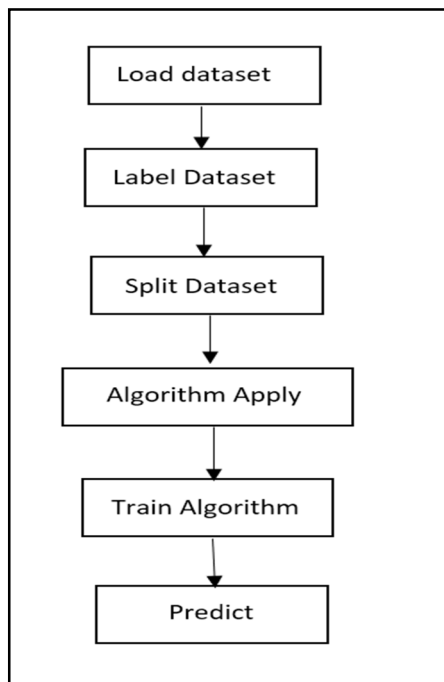 Load dataset
Label Dataset
Split Dataset
Algorithm Apply
Train Algorithm
Predict